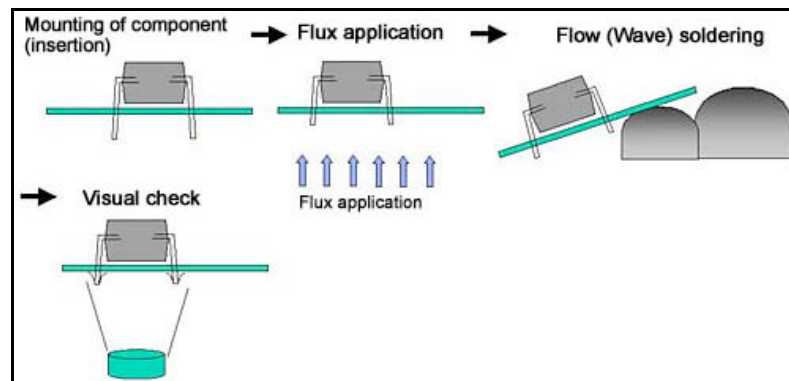 Mounting of component
(insertion)
Flux application
Flow (Wave) soldering
Flux application
Visual check